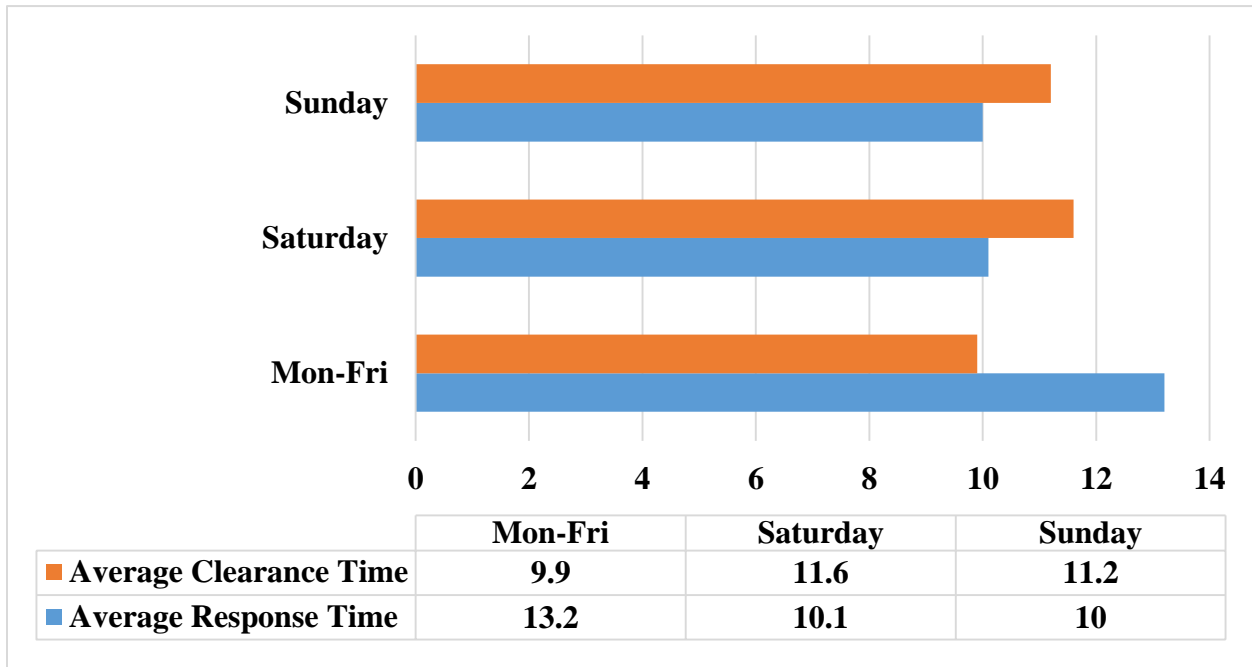 Sunday
Saturday
Mon-Fri
0 2 4 6 8 10 12 14
Mon-Fri Saturday Sunday
Average Clearance Time 9.9 11.6 11.2
Average Response Time 13.2 10.1 10